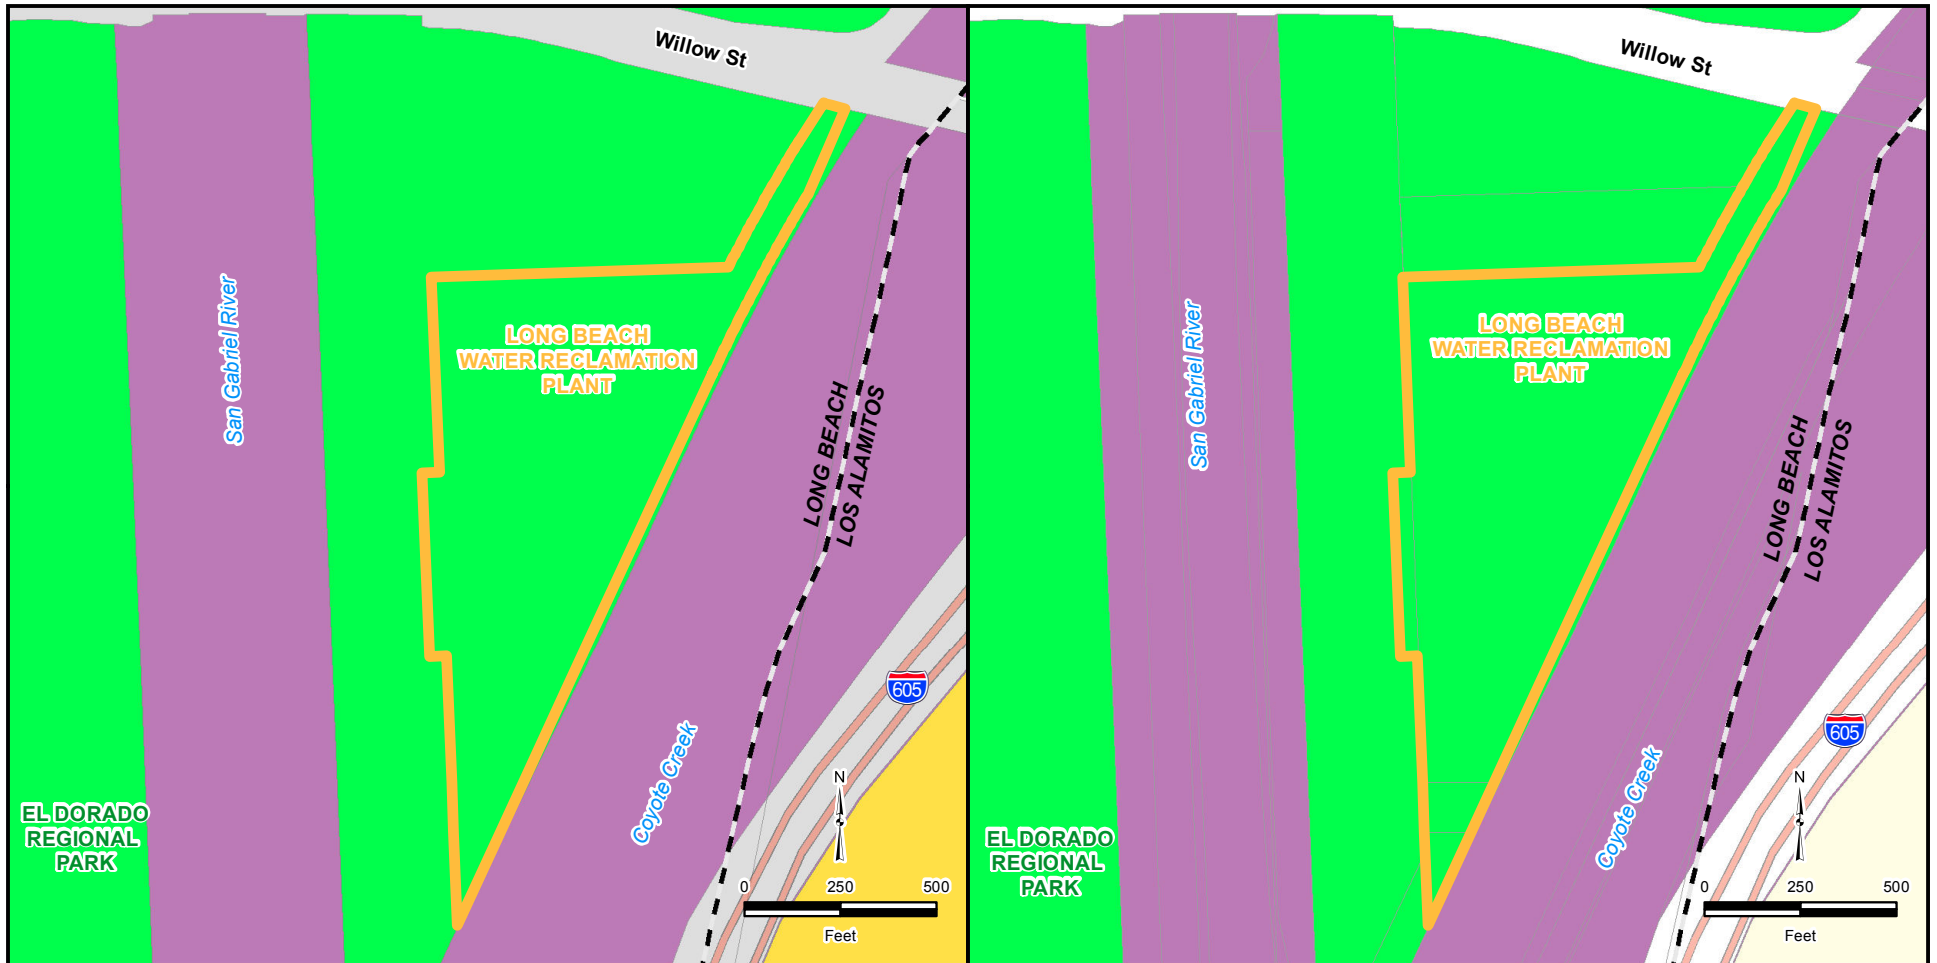 Willow St
San Gabriel River
LONG BEACH
WATER RECLAMATION
PLANT
LONG BEACH
LOS ALAMITOS
605
Coyote Creek
EL DORADO
REGIONAL
PARK
N
0 250 500
Feet
Willow St
San Gabriel River
LONG BEACH
WATER RECLAMATION
PLANT
LONG BEACH
LOS ALAMITOS
605
Coyote Creek
EL DORADO
REGIONAL
PARK
N
0 250 500
Feet